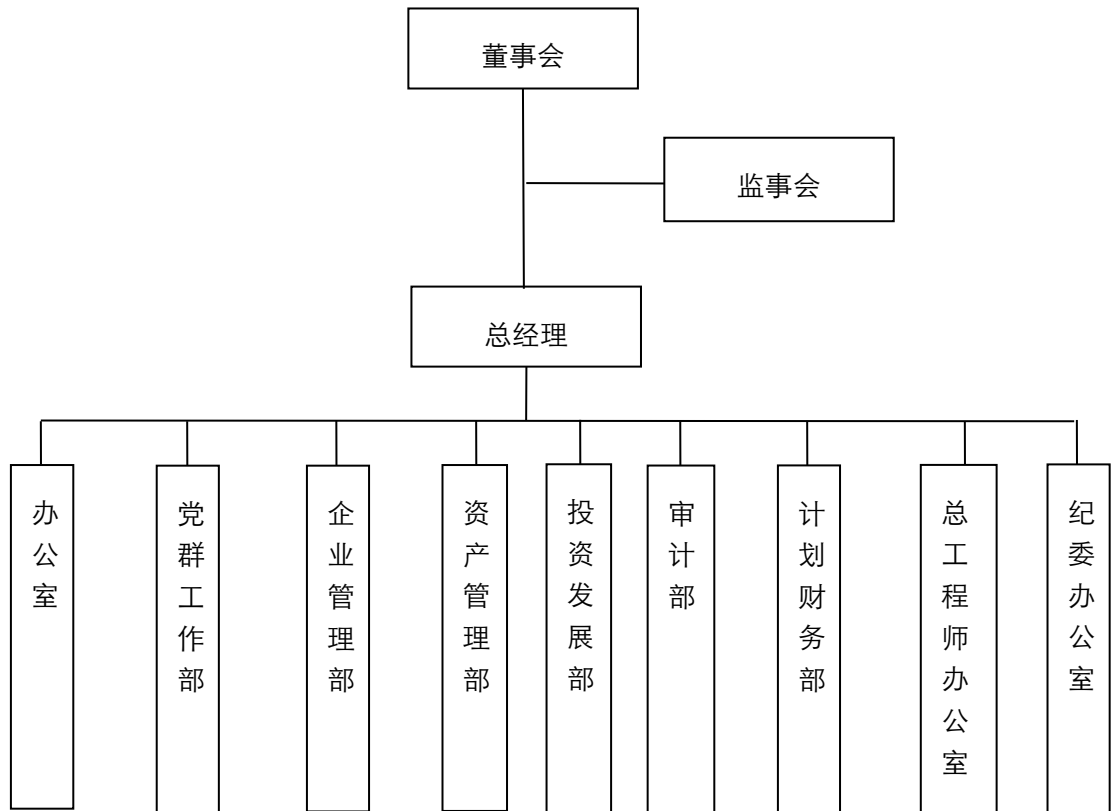 董事会
监事会
总经理
办公室
党群工作部
企业管理部
资产管理部
投资发展部
审计部
计划财务部
总工程师办公室
纪委办公室